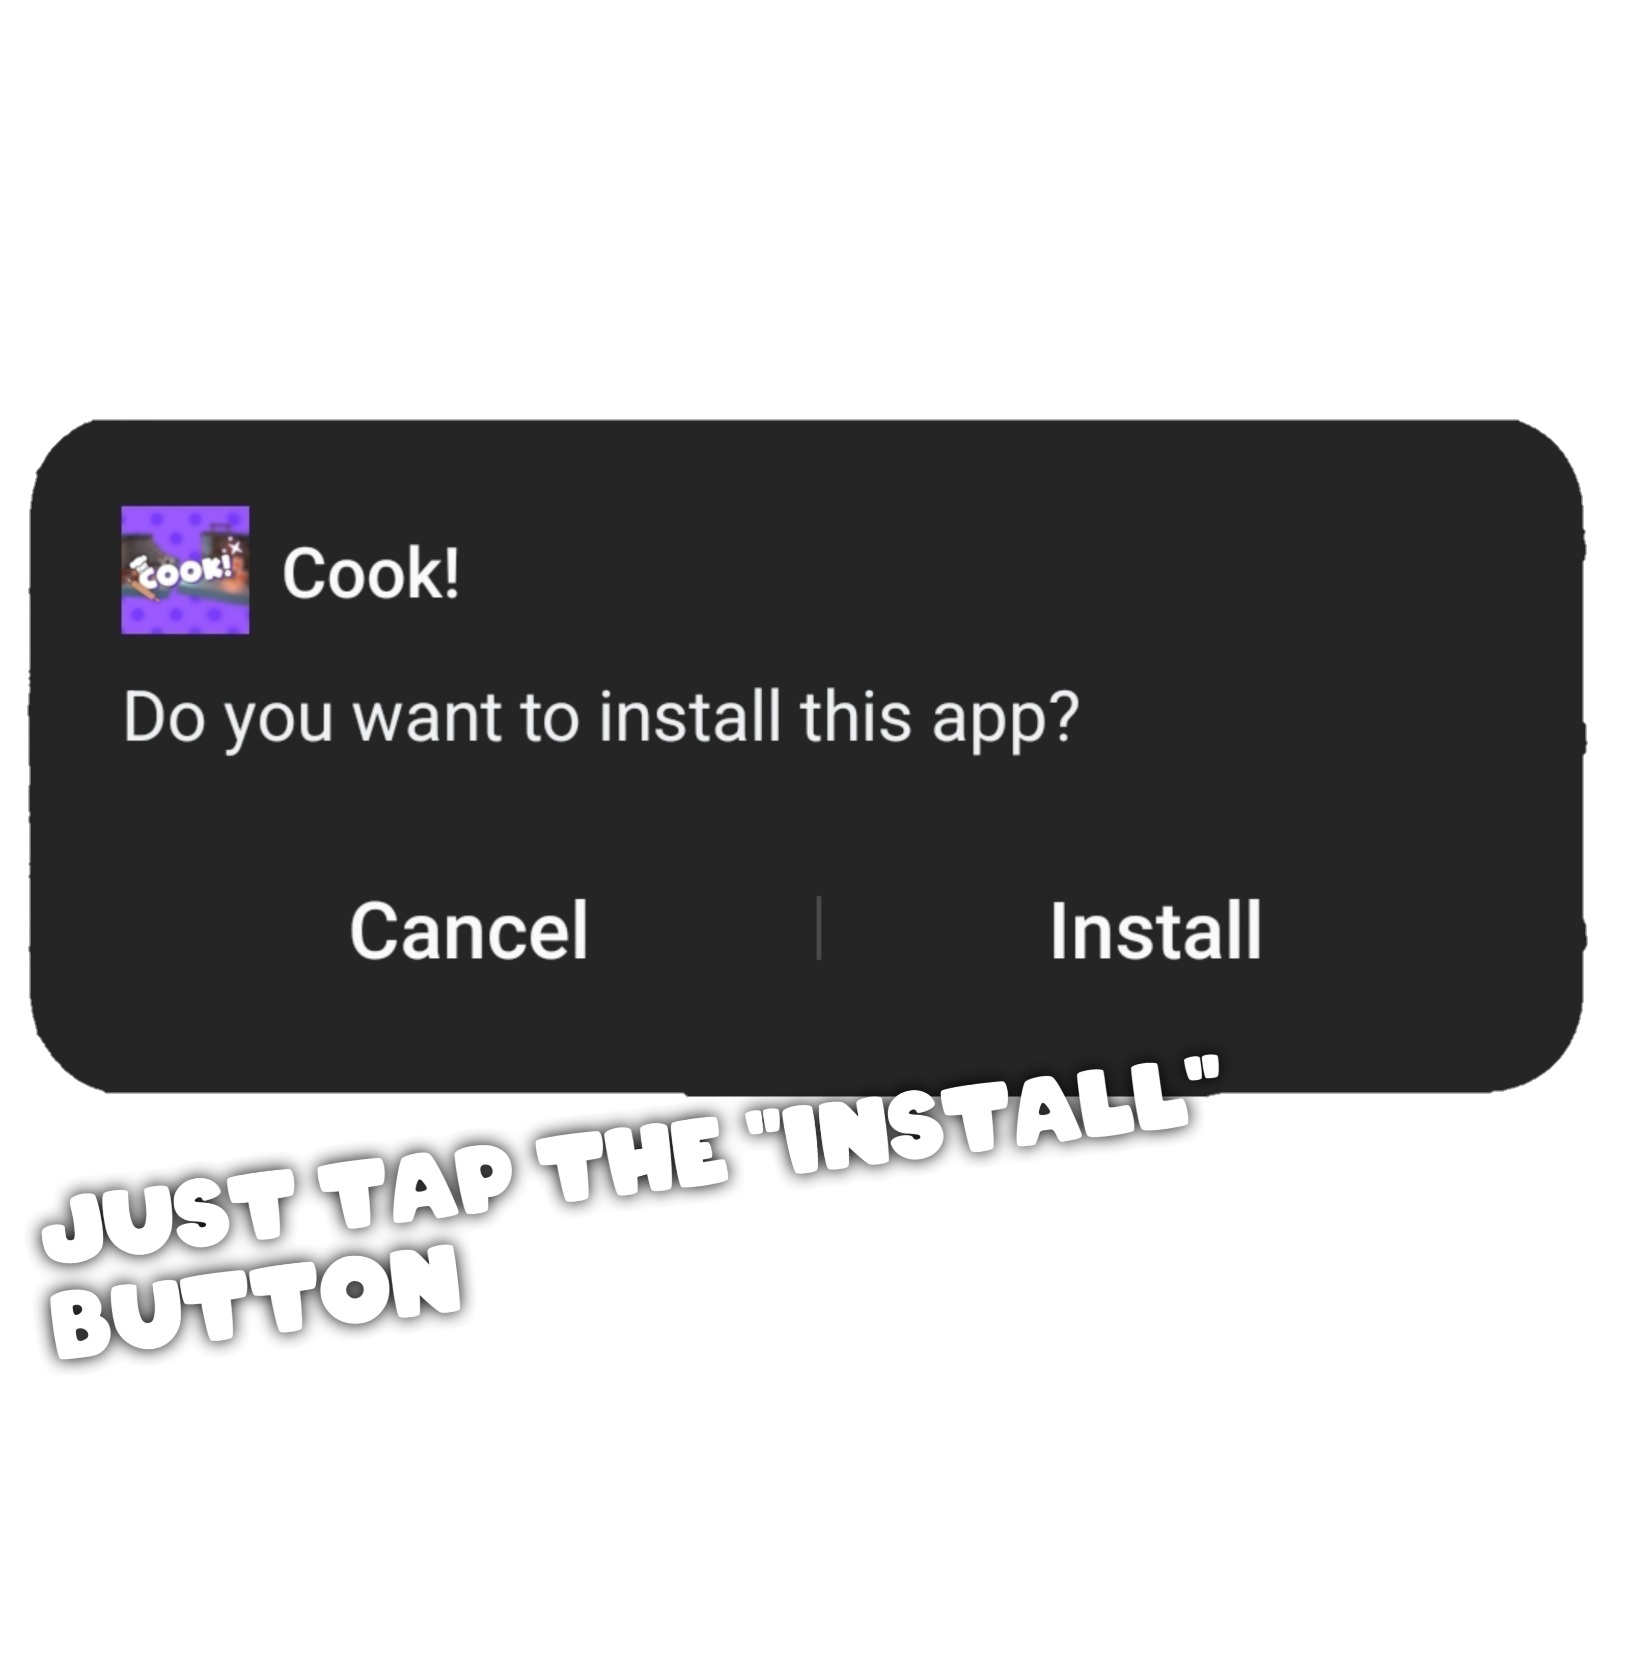 COOK!
Cook!
Do you want to install this app?
Cancel
Install
JUST TAP THE "INSTALL"
BUTTON